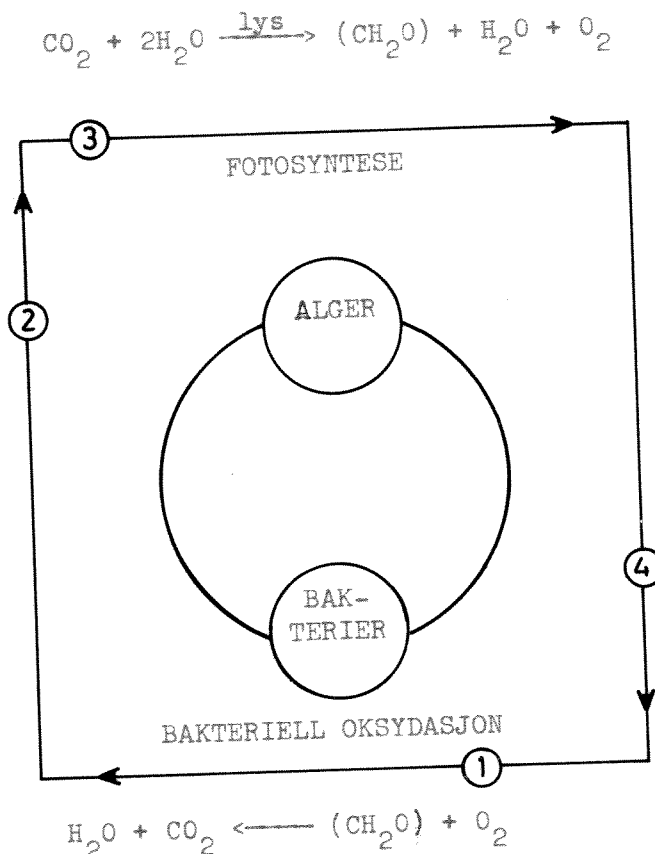 CO₂ + 2H₂O —lys→ (CH₂O) + H₂O + O₂
3
FOTOSYNTESE
2
ALGER
4
BAK-
TERIER
BAKTERIELL OKSYDASJON
1
H₂O + CO₂ ← (CH₂O) + O₂